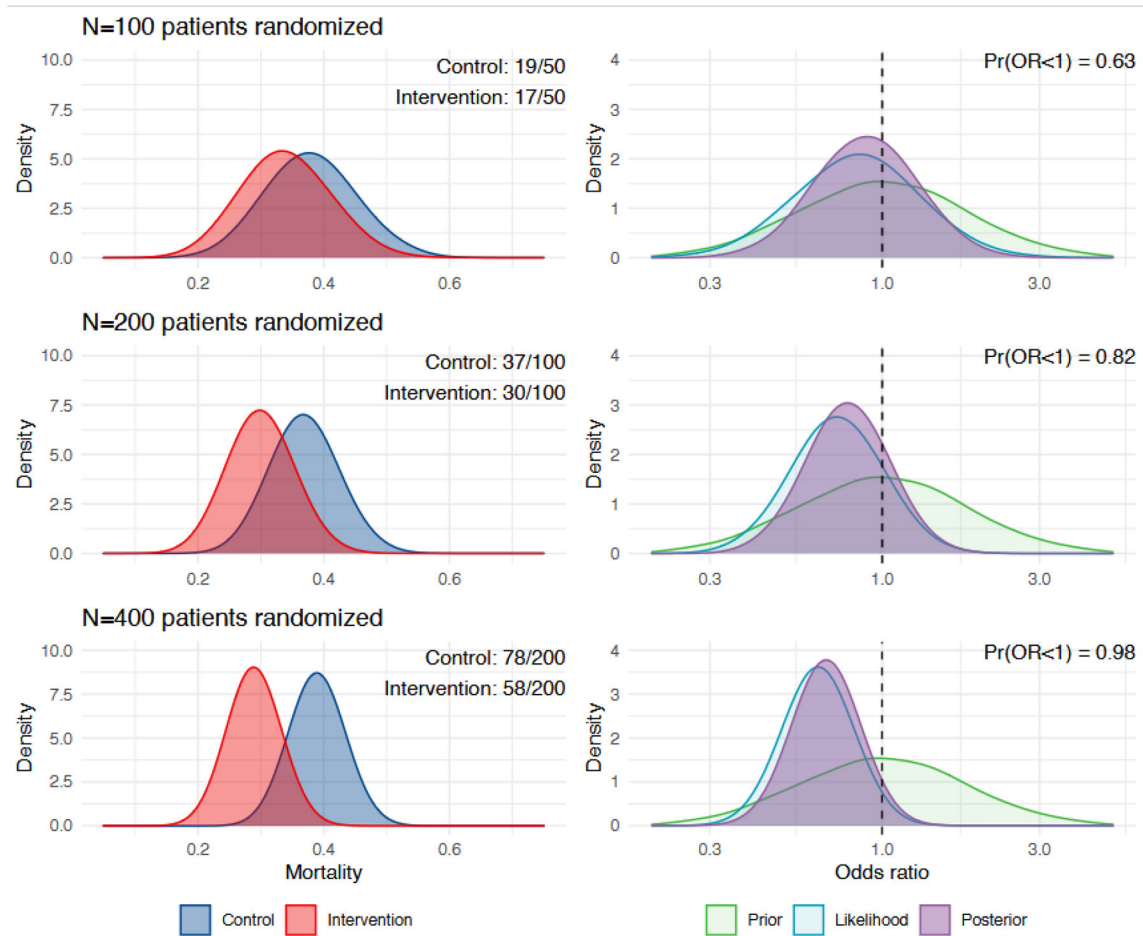 N=100 patients randomized
Control: 19/50
Intervention: 17/50
Density
10.0
7.5
5.0
2.5
0.0
0.2
0.4
0.6
Pr(OR<1) = 0.63
Density
4
3
2
1
0
0.3
1.0
3.0
N=200 patients randomized
Control: 37/100
Intervention: 30/100
Density
10.0
7.5
5.0
2.5
0.0
0.2
0.4
0.6
Pr(OR<1) = 0.82
Density
4
3
2
1
0
0.3
1.0
3.0
N=400 patients randomized
Control: 78/200
Intervention: 58/200
Density
10.0
7.5
5.0
2.5
0.0
0.2
0.4
0.6
Mortality
Pr(OR<1) = 0.98
Density
4
3
2
1
0
0.3
1.0
3.0
Odds ratio
Control
Intervention
Prior
Likelihood
Posterior